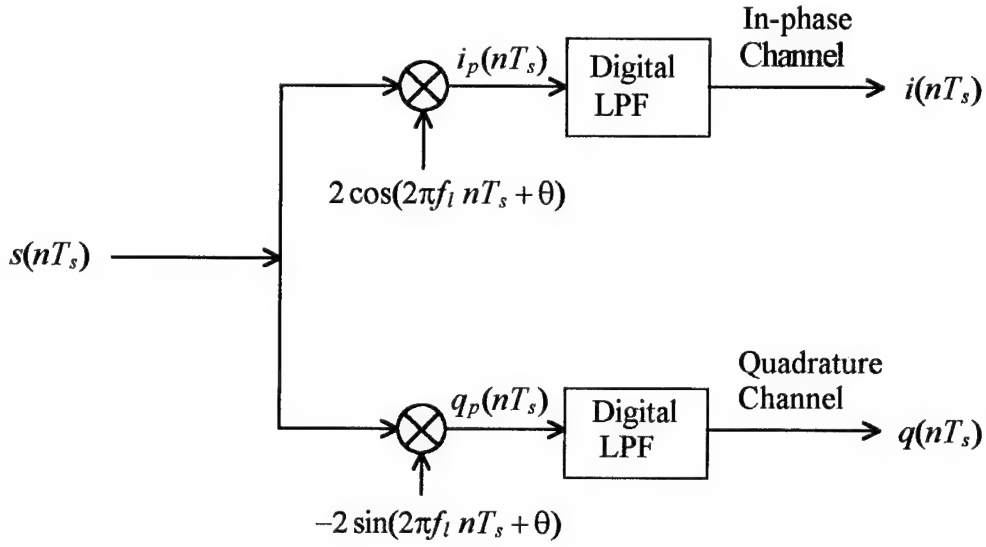 In-phase
Channel
i_p(nT_s)
Digital
LPF
i(nT_s)
2 cos(2πf_l nT_s + θ)
s(nT_s)
Quadrature
Channel
q_p(nT_s)
Digital
LPF
q(nT_s)
−2 sin(2πf_l nT_s + θ)